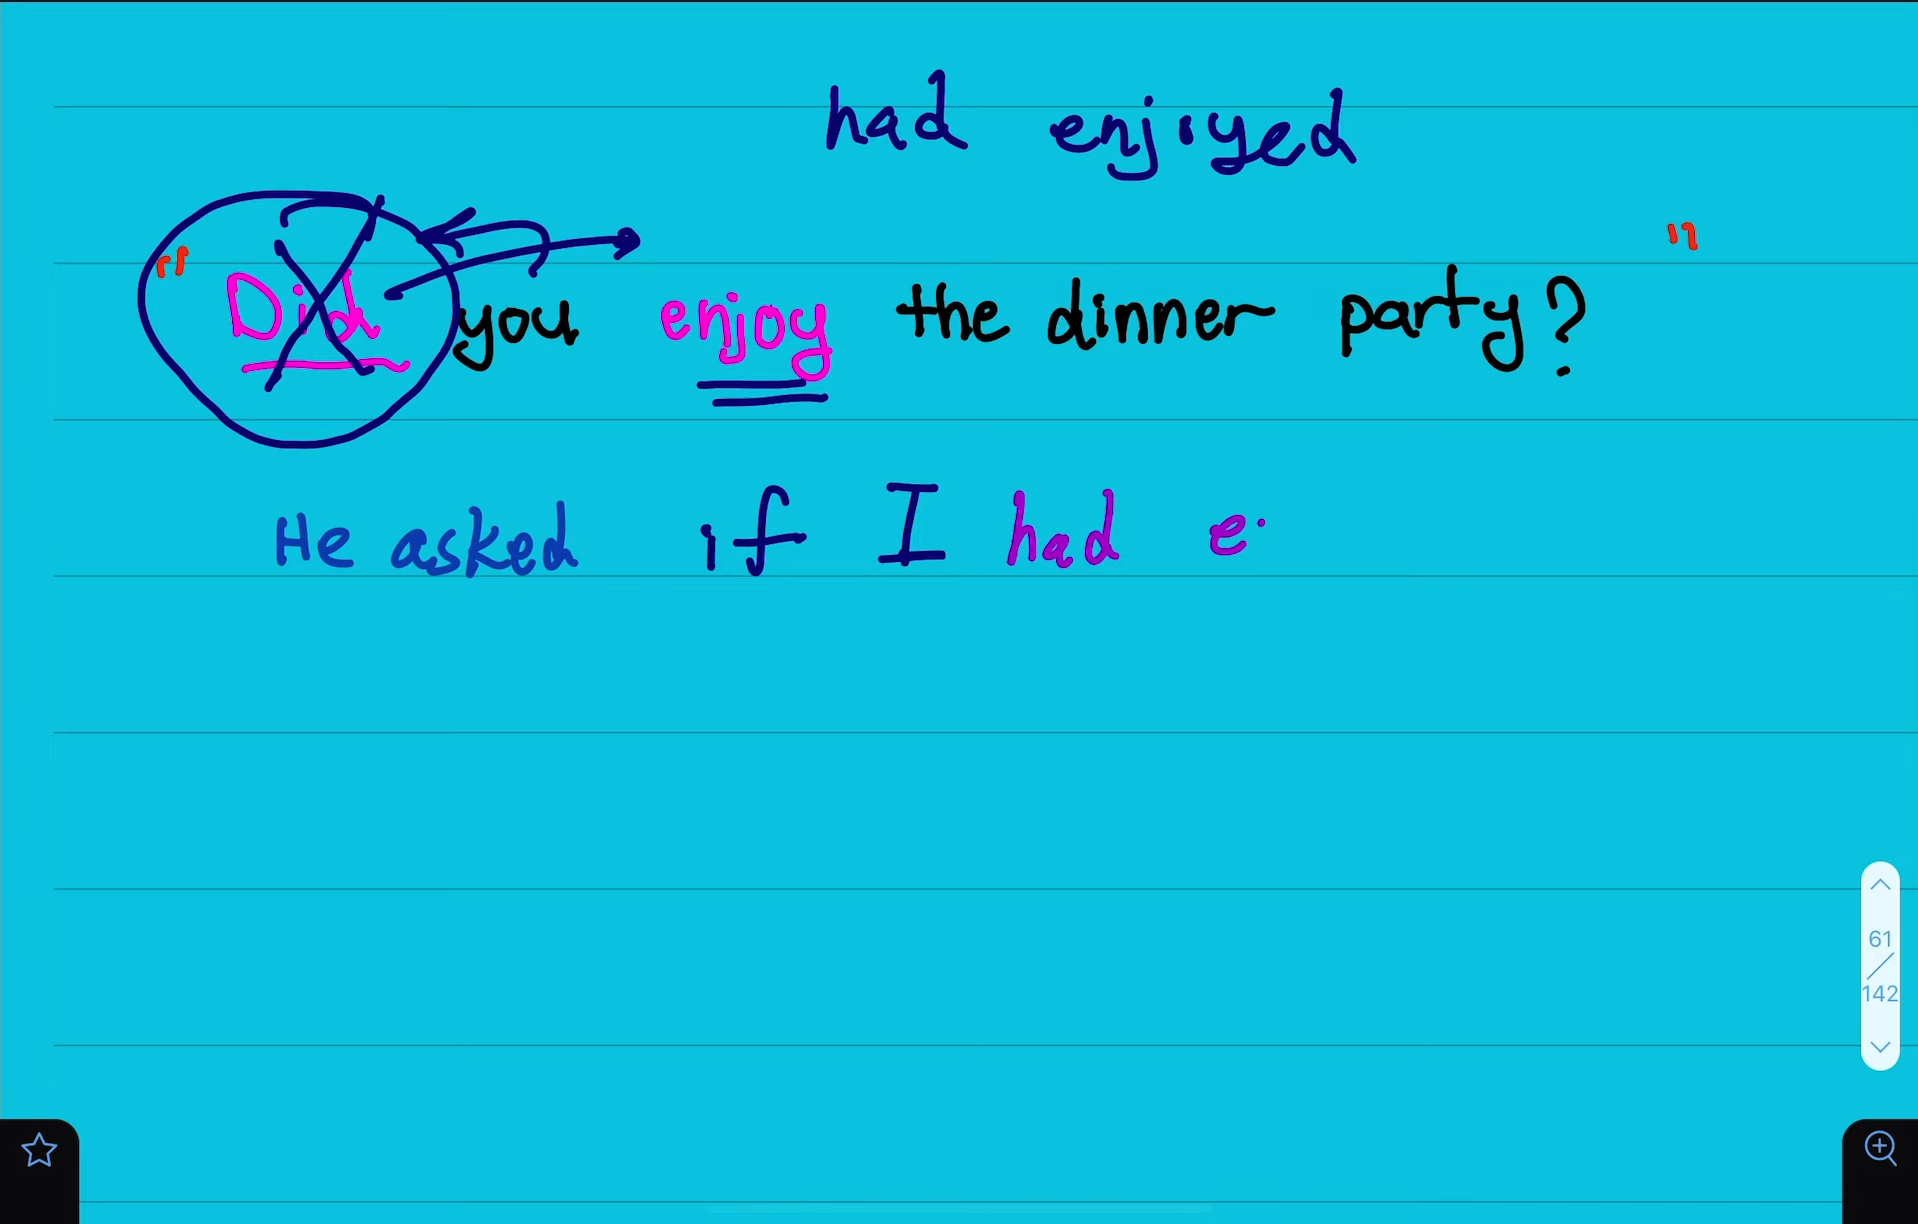 had enjoyed
"Did you enjoy the dinner party?"
He asked if I had e
61
142